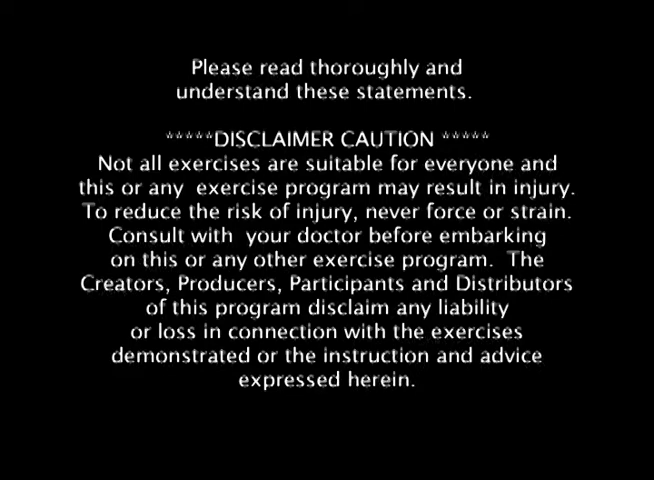 Please read thoroughly and
understand these statements.
*****DISCLAIMER CAUTION *****
Not all exercises are suitable for everyone and
this or any  exercise program may result in injury.
To reduce the risk of injury, never force or strain.
Consult with  your doctor before embarking
on this or any other exercise program.  The
Creators, Producers, Participants and Distributors
of this program disclaim any liability
or loss in connection with the exercises
demonstrated or the instruction and advice
expressed herein.